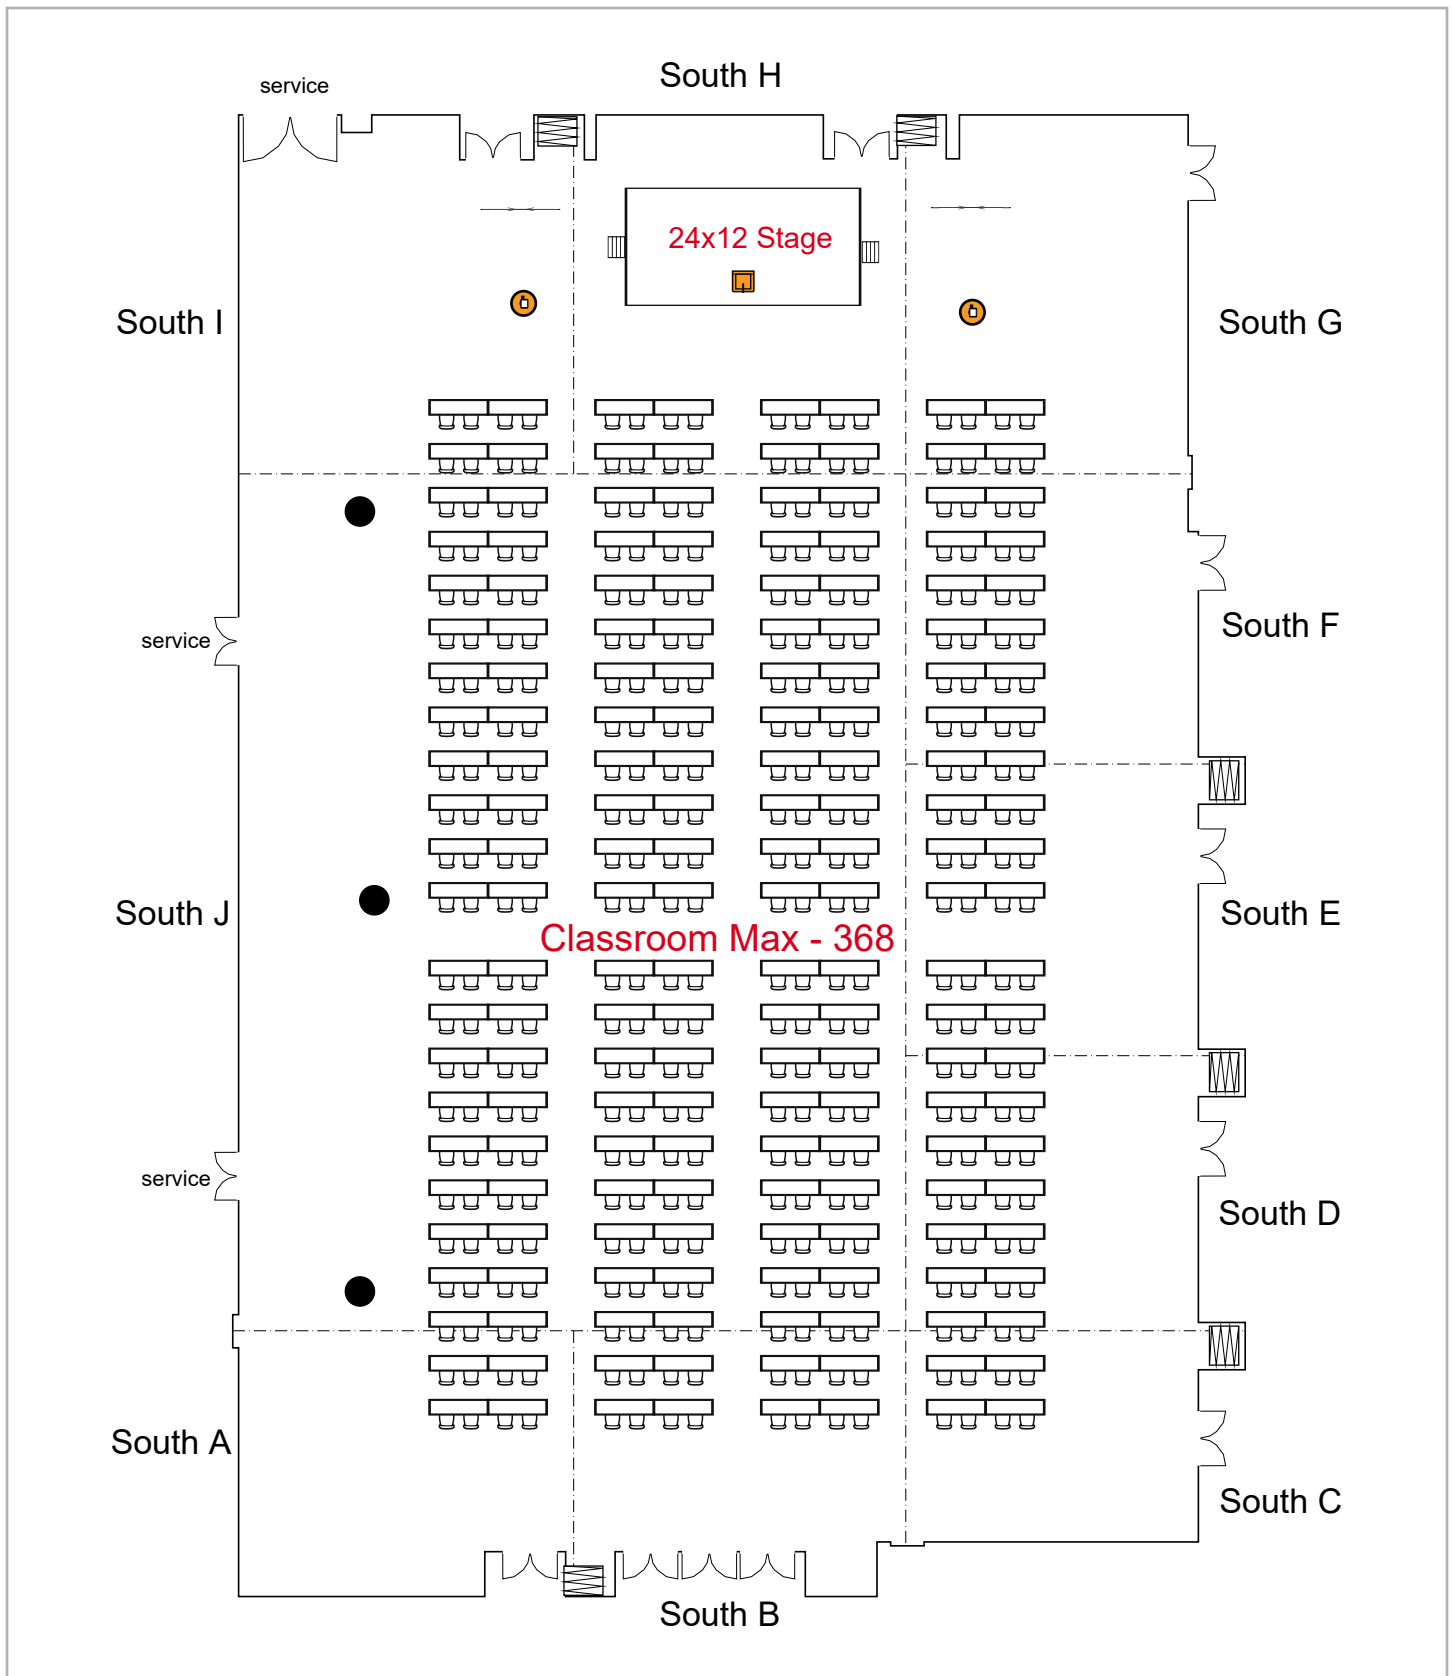 South H
service
24x12 Stage
South I
South G
service
South F
South J
South E
Classroom Max - 368
service
South D
South A
South C
South B